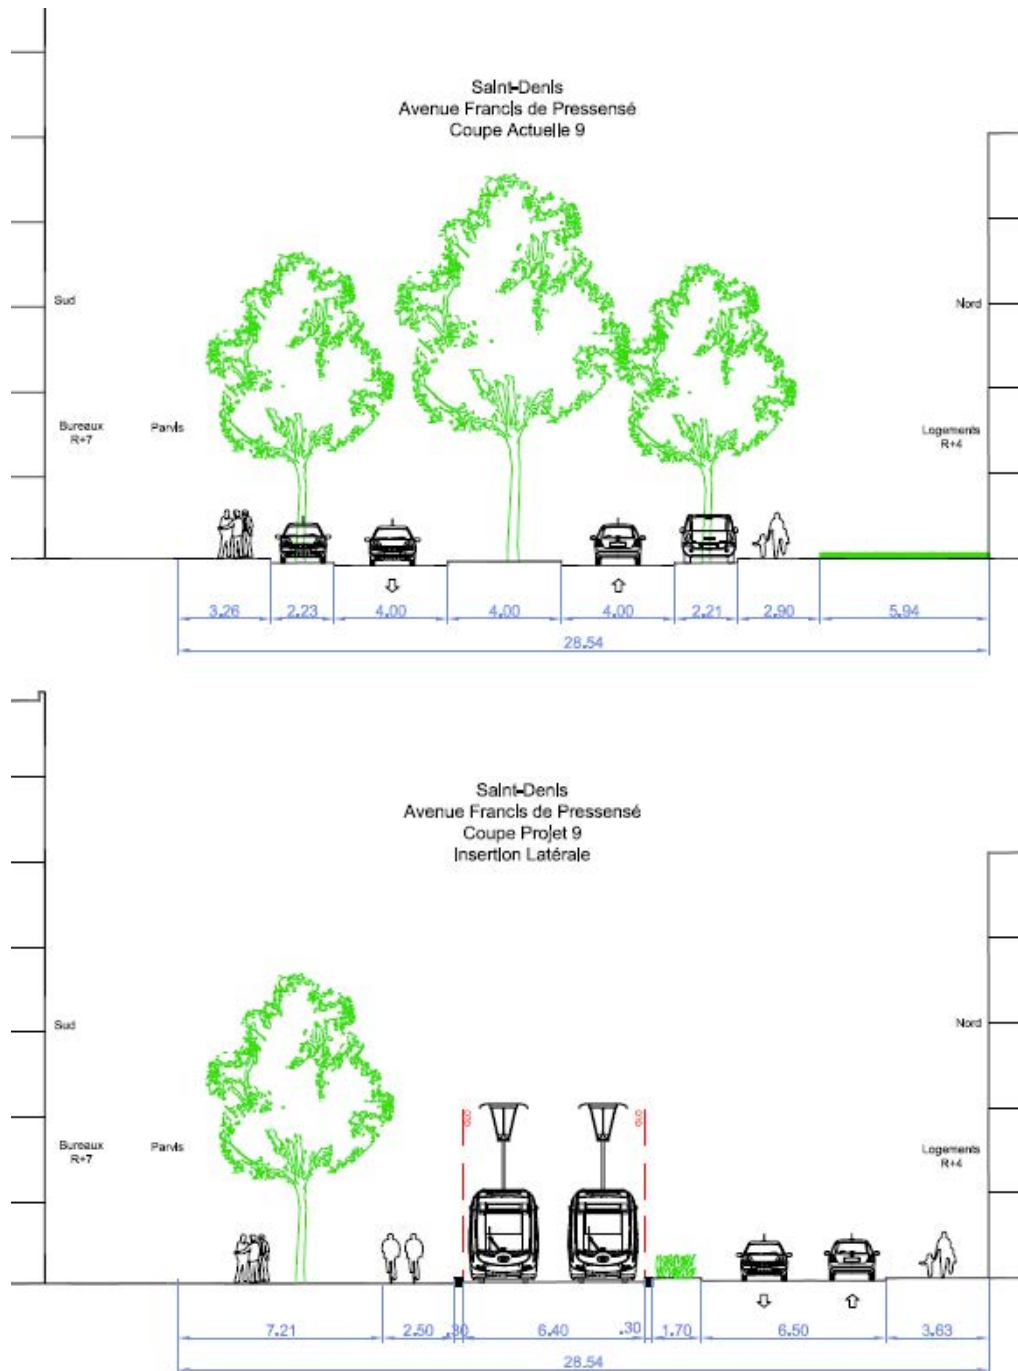 Saint-Denis
Avenue Francis de Pressensé
Coupe Actuelle 9
Sud
Nord
Bureaux
R+7
Parvis
Logements
R+4
3.26 2.23 4.00 4.00 4.00 2.21 2.90 5.94
28.54
Saint-Denis
Avenue Francis de Pressensé
Coupe Projet 9
Insertion Latérale
Sud
Nord
GLO
GLO
Bureaux
R+7
Parvis
Logements
R+4
7.21 2.50 .30 6.40 .30 1.70 6.50 3.63
28.54